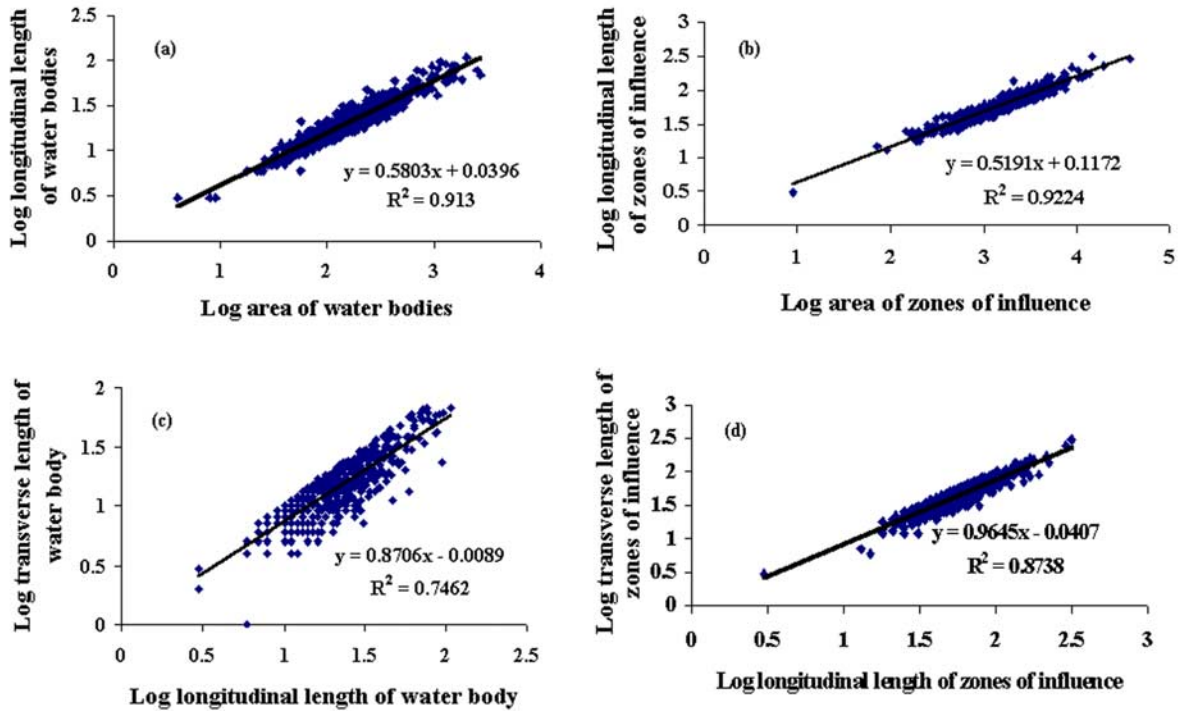 Log longitudinal length
of water bodies
2.5
2
1.5
1
0.5
0
(a)
y = 0.5803x + 0.0396
R² = 0.913
0 1 2 3 4
Log area of water bodies
Log longitudinal length
of zones of influence
3
2.5
2
1.5
1
0.5
0
(b)
y = 0.5191x + 0.1172
R² = 0.9224
0 1 2 3 4 5
Log area of zones of influence
Log transverse length of
water body
2
1.5
1
0.5
0
(c)
y = 0.8706x - 0.0089
R² = 0.7462
0 0.5 1 1.5 2 2.5
Log longitudinal length of water body
Log transverse length of
zones of influence
3
2.5
2
1.5
1
0.5
0
(d)
y = 0.9645x - 0.0407
R² = 0.8738
0 0.5 1 1.5 2 2.5 3
Log longitudinal length of zones of influence